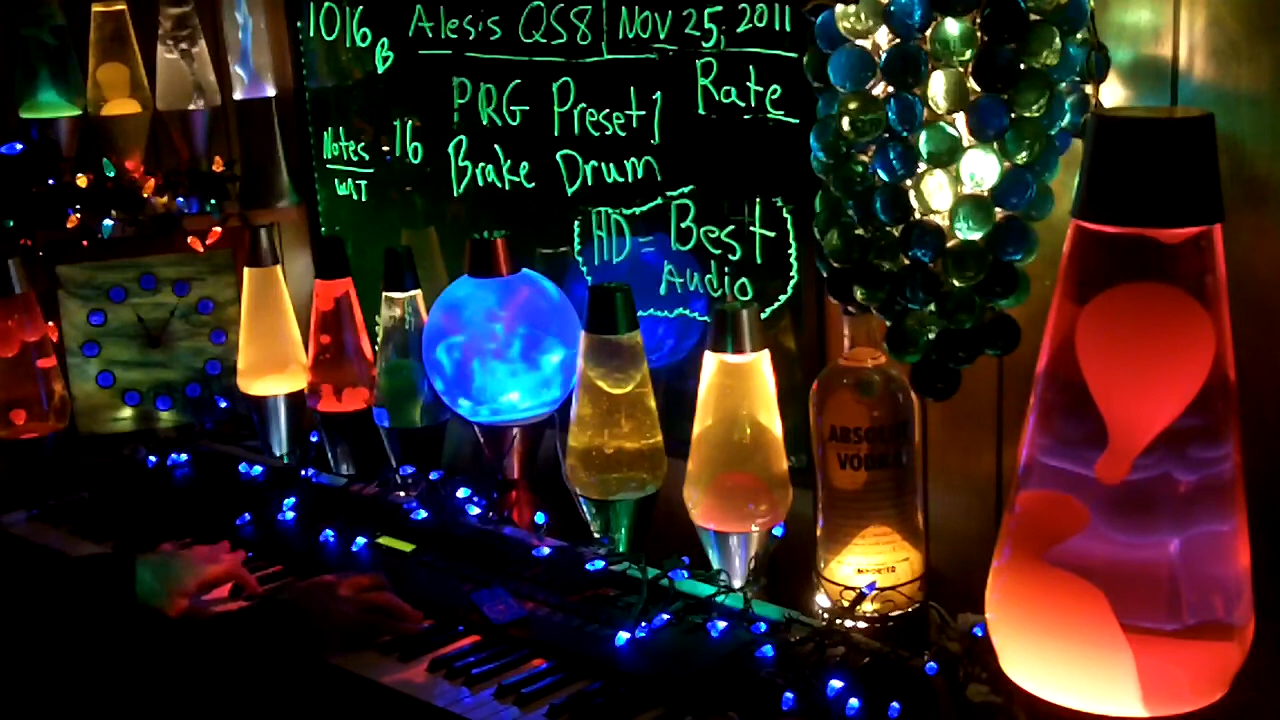 1016B Alesis QS8 | NOV 25, 2011
PRG Preset 1
Rate
Notes 16
WAT
Brake Drum
HD = Best
Audio
ABSOLUT
VODKA
IMPORTED